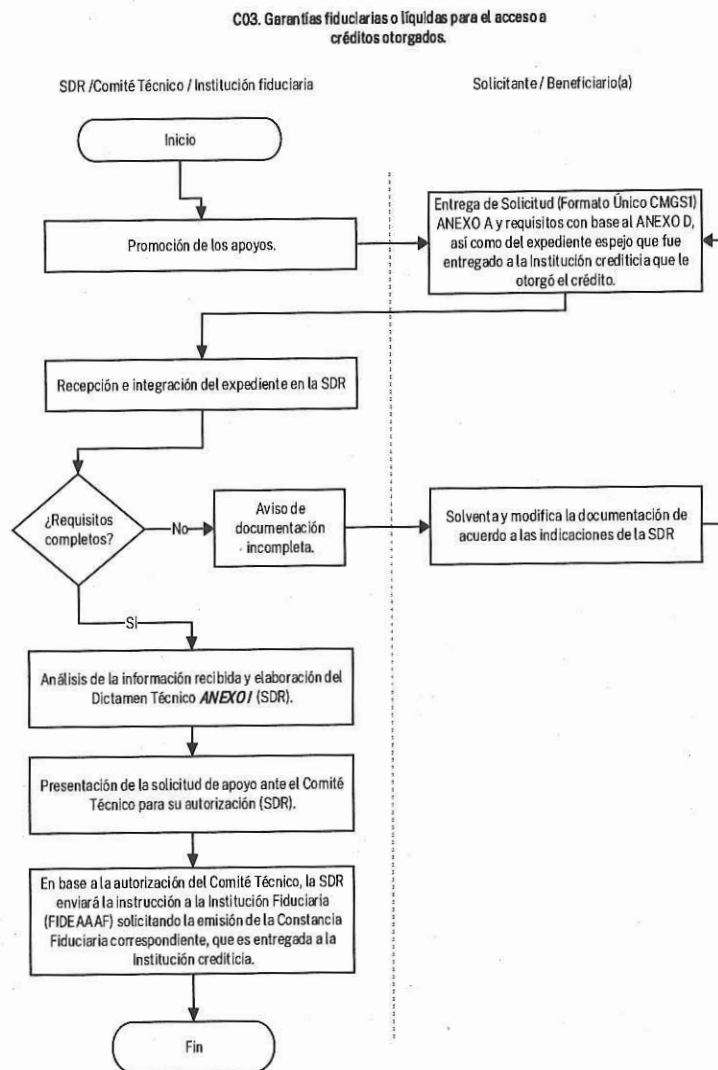 C03. Garantías fiduciarias o líquidas para el acceso a
créditos otorgados.
SDR /Comité Técnico / Institución fiduciaria
Solicitante / Beneficiario(a)
Inicio
Promoción de los apoyos.
Entrega de Solicitud (Formato Único CMGS1)
ANEXO A y requisitos con base al ANEXO D,
así como del expediente espejo que fue
entregado a la Institución crediticia que le
otorgó el crédito.
Recepción e integración del expediente en la SDR
¿Requisitos
completos?
No
Aviso de
documentación
incompleta.
Solventa y modifica la documentación de
acuerdo a las indicaciones de la SDR
Si
Análisis de la información recibida y elaboración del
Dictamen Técnico ANEXO I (SDR).
Presentación de la solicitud de apoyo ante el Comité
Técnico para su autorización (SDR).
En base a la autorización del Comité Técnico, la SDR
enviará la instrucción a la Institución Fiduciaria
(FIDEAAAF) solicitando la emisión de la Constancia
Fiduciaria correspondiente, que es entregada a la
Institución crediticia.
Fin